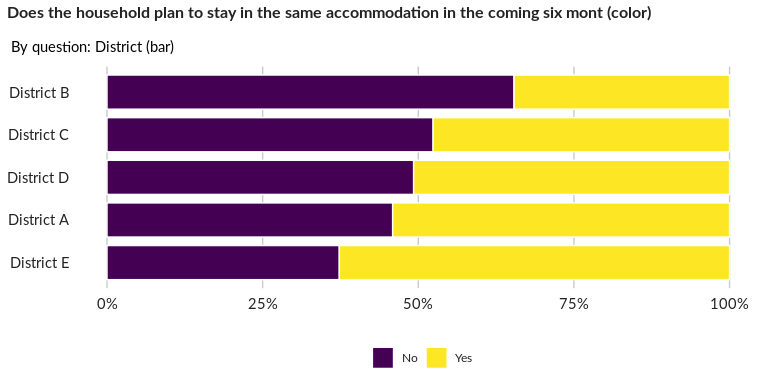 Does the household plan to stay in the same accommodation in the coming six mont (color)
By question: District (bar)
District B
District C
District D
District A
District E
0% 25% 50% 75% 100%
No Yes